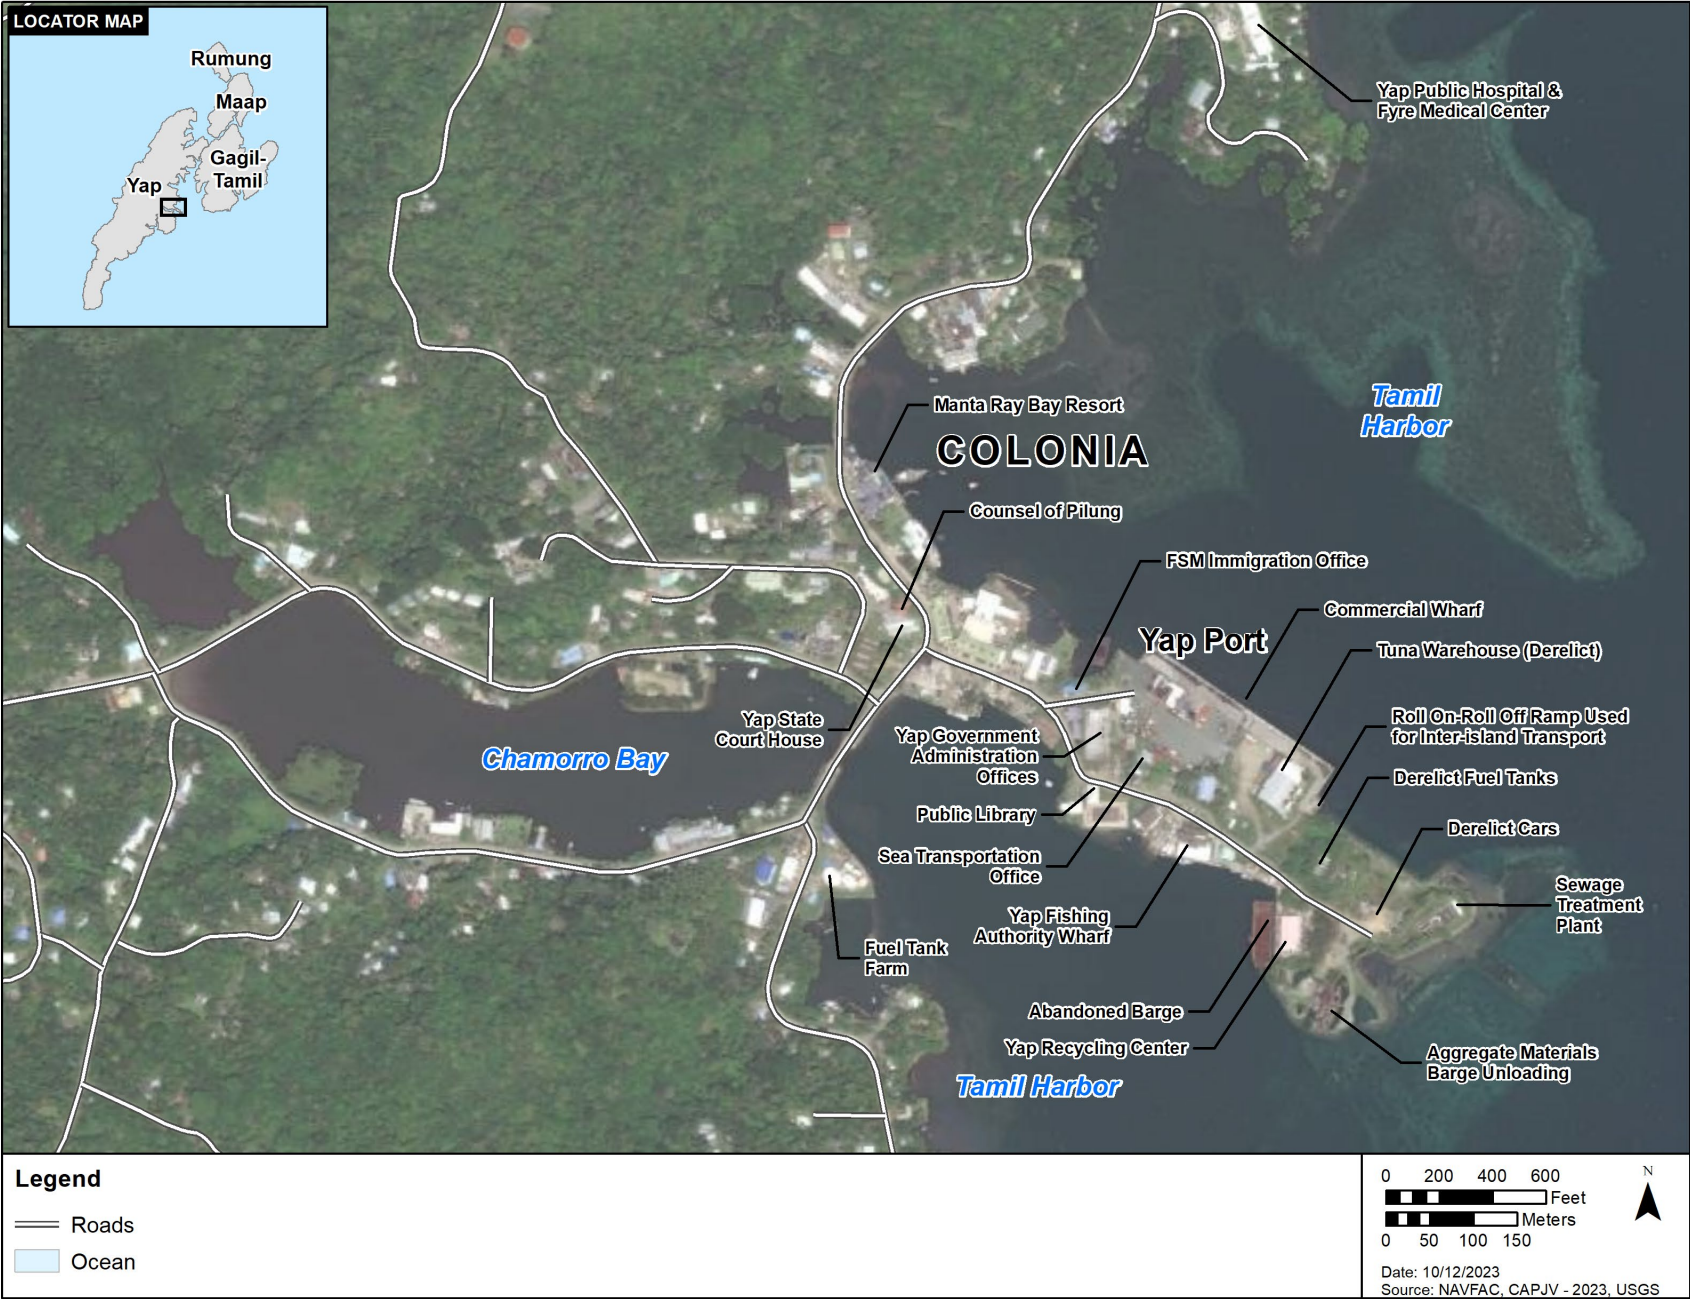 LOCATOR MAP
Rumung
Maap
Gagil-
Tamil
Yap
Yap Public Hospital &
Fyre Medical Center
Tamil
Harbor
Manta Ray Bay Resort
COLONIA
Counsel of Pilung
FSM Immigration Office
Commercial Wharf
Yap Port
Tuna Warehouse (Derelict)
Roll On-Roll Off Ramp Used
for Inter-island Transport
Yap State
Court House
Yap Government
Administration
Offices
Chamorro Bay
Derelict Fuel Tanks
Public Library
Derelict Cars
Sea Transportation
Office
Sewage
Treatment
Plant
Yap Fishing
Authority Wharf
Fuel Tank
Farm
Abandoned Barge
Yap Recycling Center
Aggregate Materials
Barge Unloading
Tamil Harbor
Legend
Roads
Ocean
0 200 400 600
Feet
Meters
0 50 100 150
N
Date: 10/12/2023
Source: NAVFAC, CAPJV - 2023, USGS